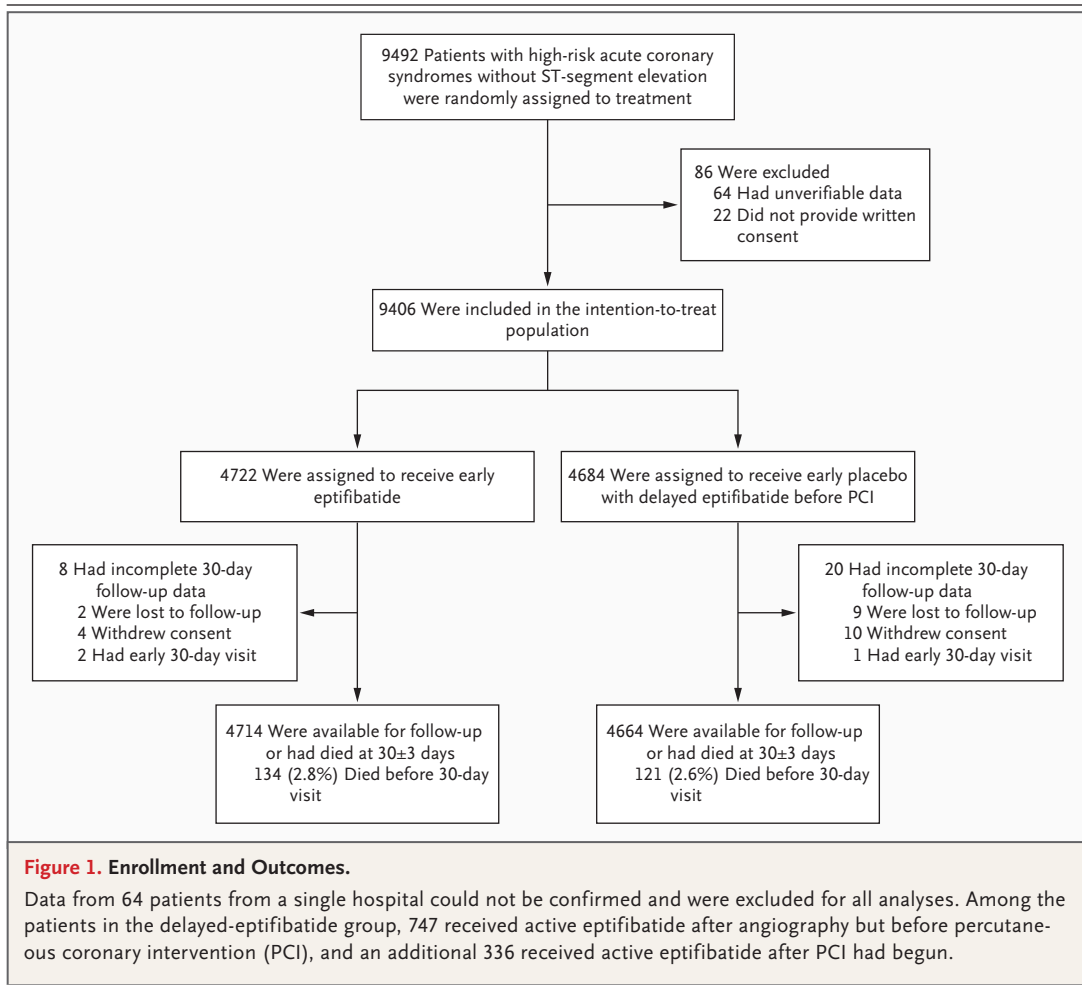 9492 Patients with high-risk acute coronary
syndromes without ST-segment elevation
were randomly assigned to treatment
86 Were excluded
64 Had unverifiable data
22 Did not provide written
consent
9406 Were included in the intention-to-treat
population
4722 Were assigned to receive early
eptifibatide
4684 Were assigned to receive early placebo
with delayed eptifibatide before PCI
8 Had incomplete 30-day
follow-up data
2 Were lost to follow-up
4 Withdrew consent
2 Had early 30-day visit
20 Had incomplete 30-day
follow-up data
9 Were lost to follow-up
10 Withdrew consent
1 Had early 30-day visit
4714 Were available for follow-up
or had died at 30±3 days
134 (2.8%) Died before 30-day
visit
4664 Were available for follow-up
or had died at 30±3 days
121 (2.6%) Died before 30-day
visit
Figure 1. Enrollment and Outcomes.
Data from 64 patients from a single hospital could not be confirmed and were excluded for all analyses. Among the
patients in the delayed-eptifibatide group, 747 received active eptifibatide after angiography but before percutane-
ous coronary intervention (PCI), and an additional 336 received active eptifibatide after PCI had begun.